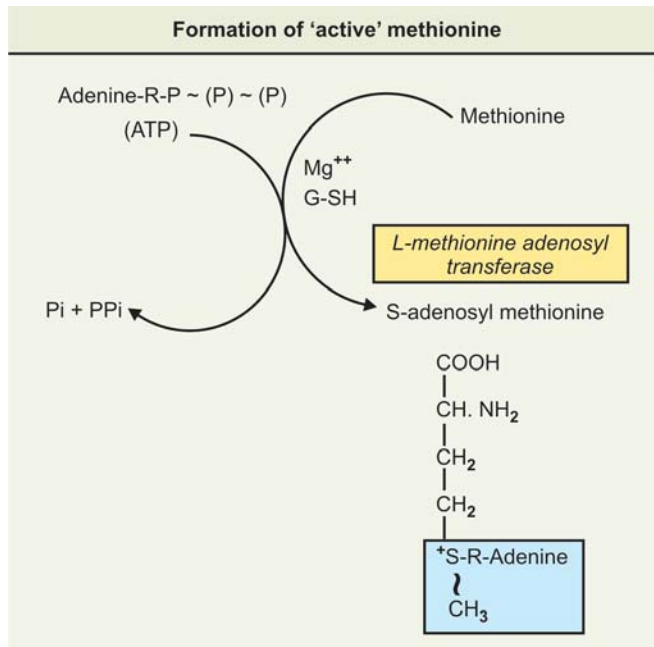 Formation of ‘active’ methionine
Adenine-R-P ~ (P) ~ (P)
(ATP)
Methionine
Mg++
G-SH
L-methionine adenosyl
transferase
Pi + PPi
S-adenosyl methionine
COOH
CH. NH2
CH2
CH2
+S-R-Adenine
CH3